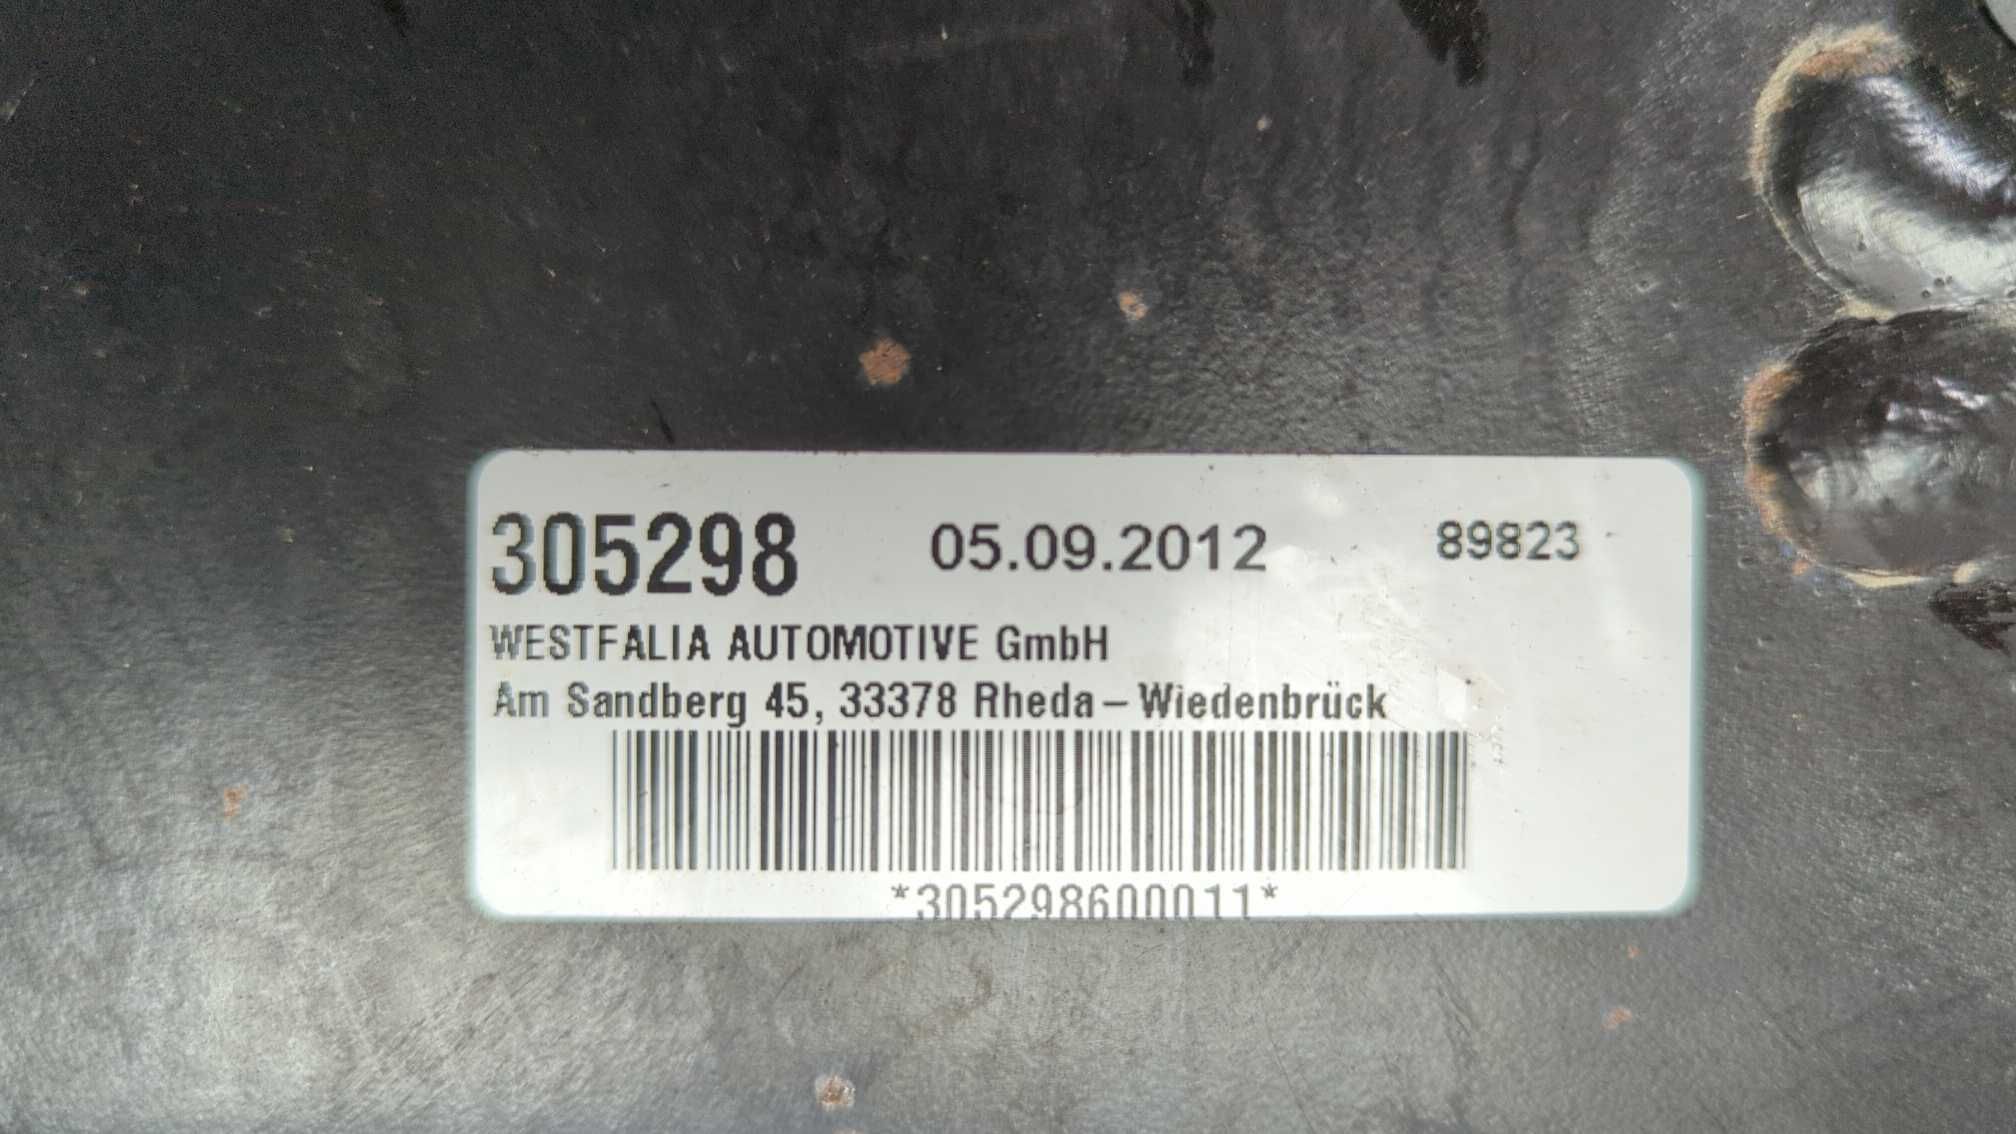 305298 05.09.2012 89823
WESTFALIA AUTOMOTIVE GmbH
Am Sandberg 45, 33378 Rheda – Wiedenbrück
*305298600011*